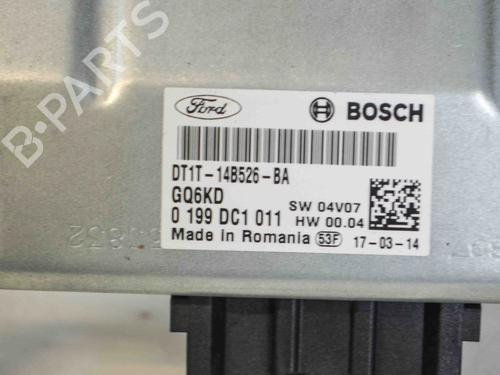 Ford BOSCH
DT1T-14B526-BA
GQ6KD
SW 04V07
0 199 DC1 011
HW 00.04
Made in Romania 53F 17-03-14
B-PARTS